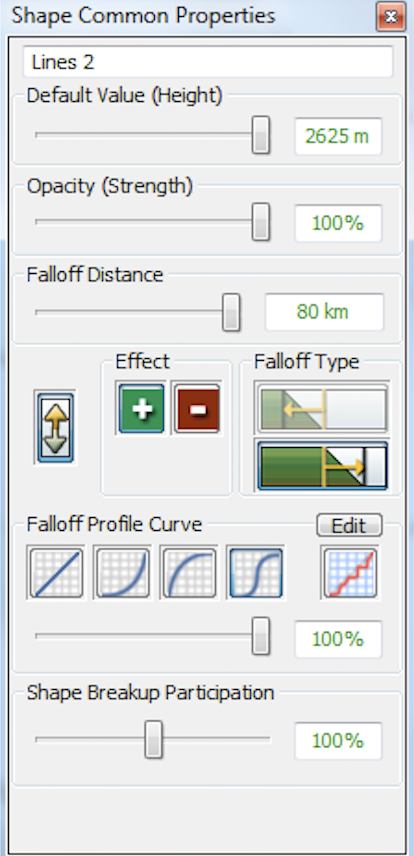 Shape Common Properties
Lines 2
Default Value (Height)
2625 m
Opacity (Strength)
100%
Falloff Distance
80 km
Effect
Falloff Type
Falloff Profile Curve
Edit
100%
Shape Breakup Participation
100%